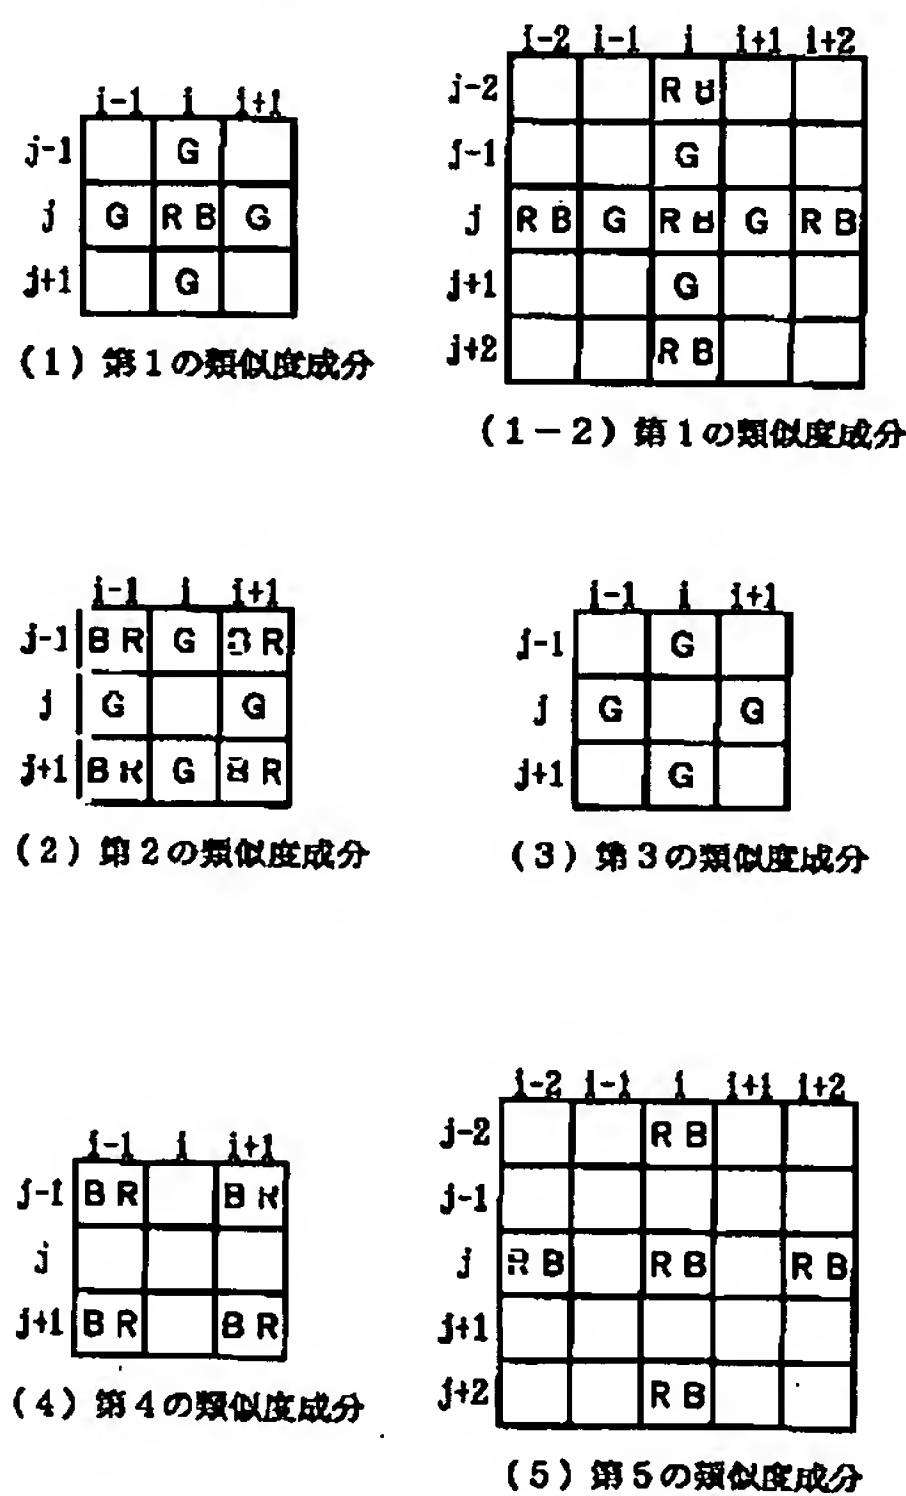 i-1 i i+1
j-1 G
j G R B G
j+1 G
(1) 第1の類似度成分
i-2 i-1 i i+1 i+2
j-2 R B
j-1 G
j R B G R B G R B
j+1 G
j+2 R B
(1-2) 第1の類似度成分
i-1 i i+1
j-1 B R G B R
j G G
j+1 B R G B R
(2) 第2の類似度成分
i-1 i i+1
j-1 G
j G G
j+1 G
(3) 第3の類似度成分
i-1 i i+1
j-1 B R B R
j
j+1 B R B R
(4) 第4の類似度成分
i-2 i-1 i i+1 i+2
j-2 R B
j-1
j R B R B R B
j+1
j+2 R B
(5) 第5の類似度成分